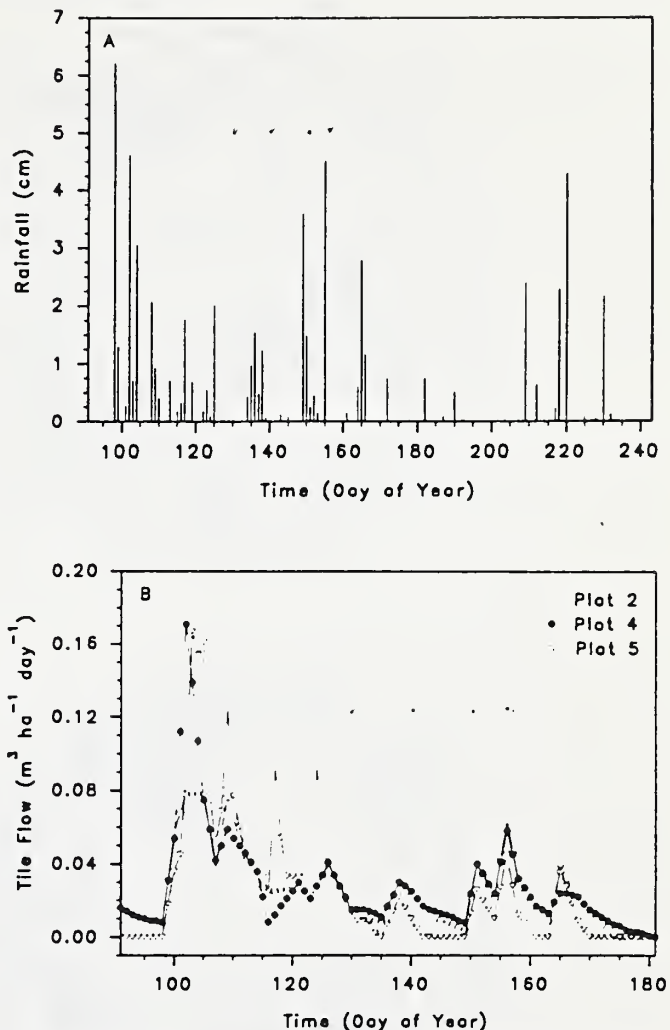 A
7
6
5
4
3
2
1
0
Rainfall (cm)
100 120 140 160 180 200 220 240
Time (Day of Year)
B
Plot 2
Plot 4
Plot 5
0.20
0.16
0.12
0.08
0.04
0.00
Tile Flow (m³ ha⁻¹ day⁻¹)
100 120 140 160 180
Time (Day of Year)